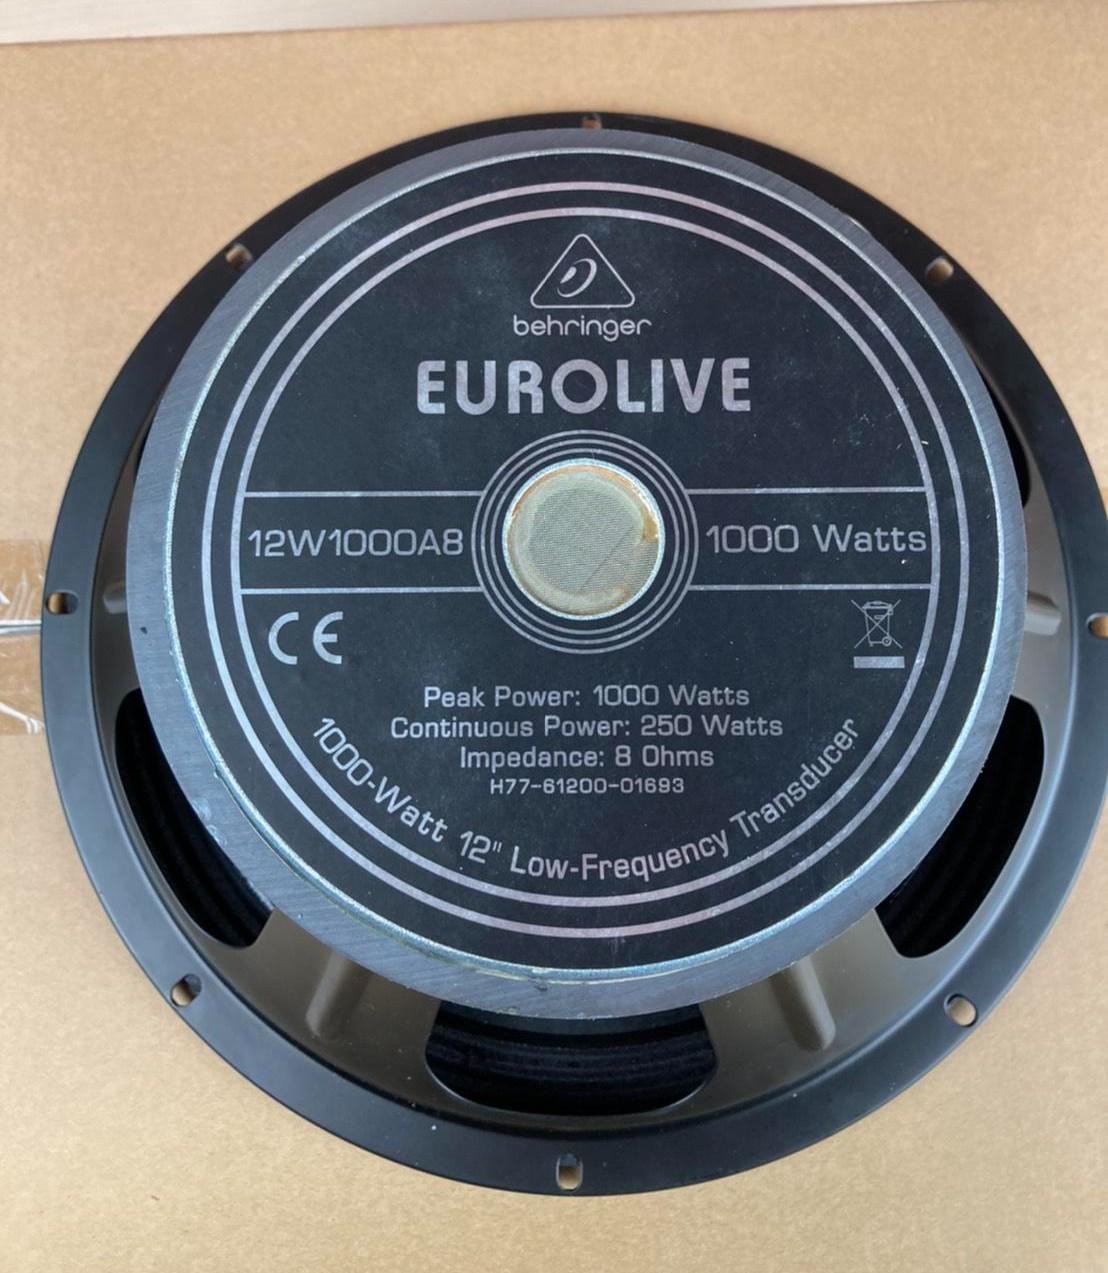 behringer
EUROLIVE
12W1000A8
1000 Watts
CE
Peak Power: 1000 Watts
Continuous Power: 250 Watts
Impedance: 8 Ohms
H77-61200-01693
1000-Watt 12" Low-Frequency Transducer